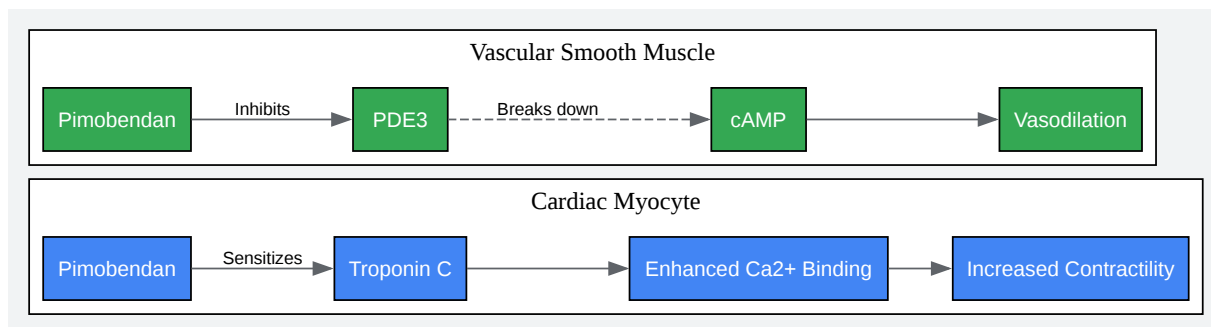 Vascular Smooth Muscle
Pimobendan
Inhibits
PDE3
Breaks down
cAMP
Vasodilation
Cardiac Myocyte
Pimobendan
Sensitizes
Troponin C
Enhanced Ca2+ Binding
Increased Contractility